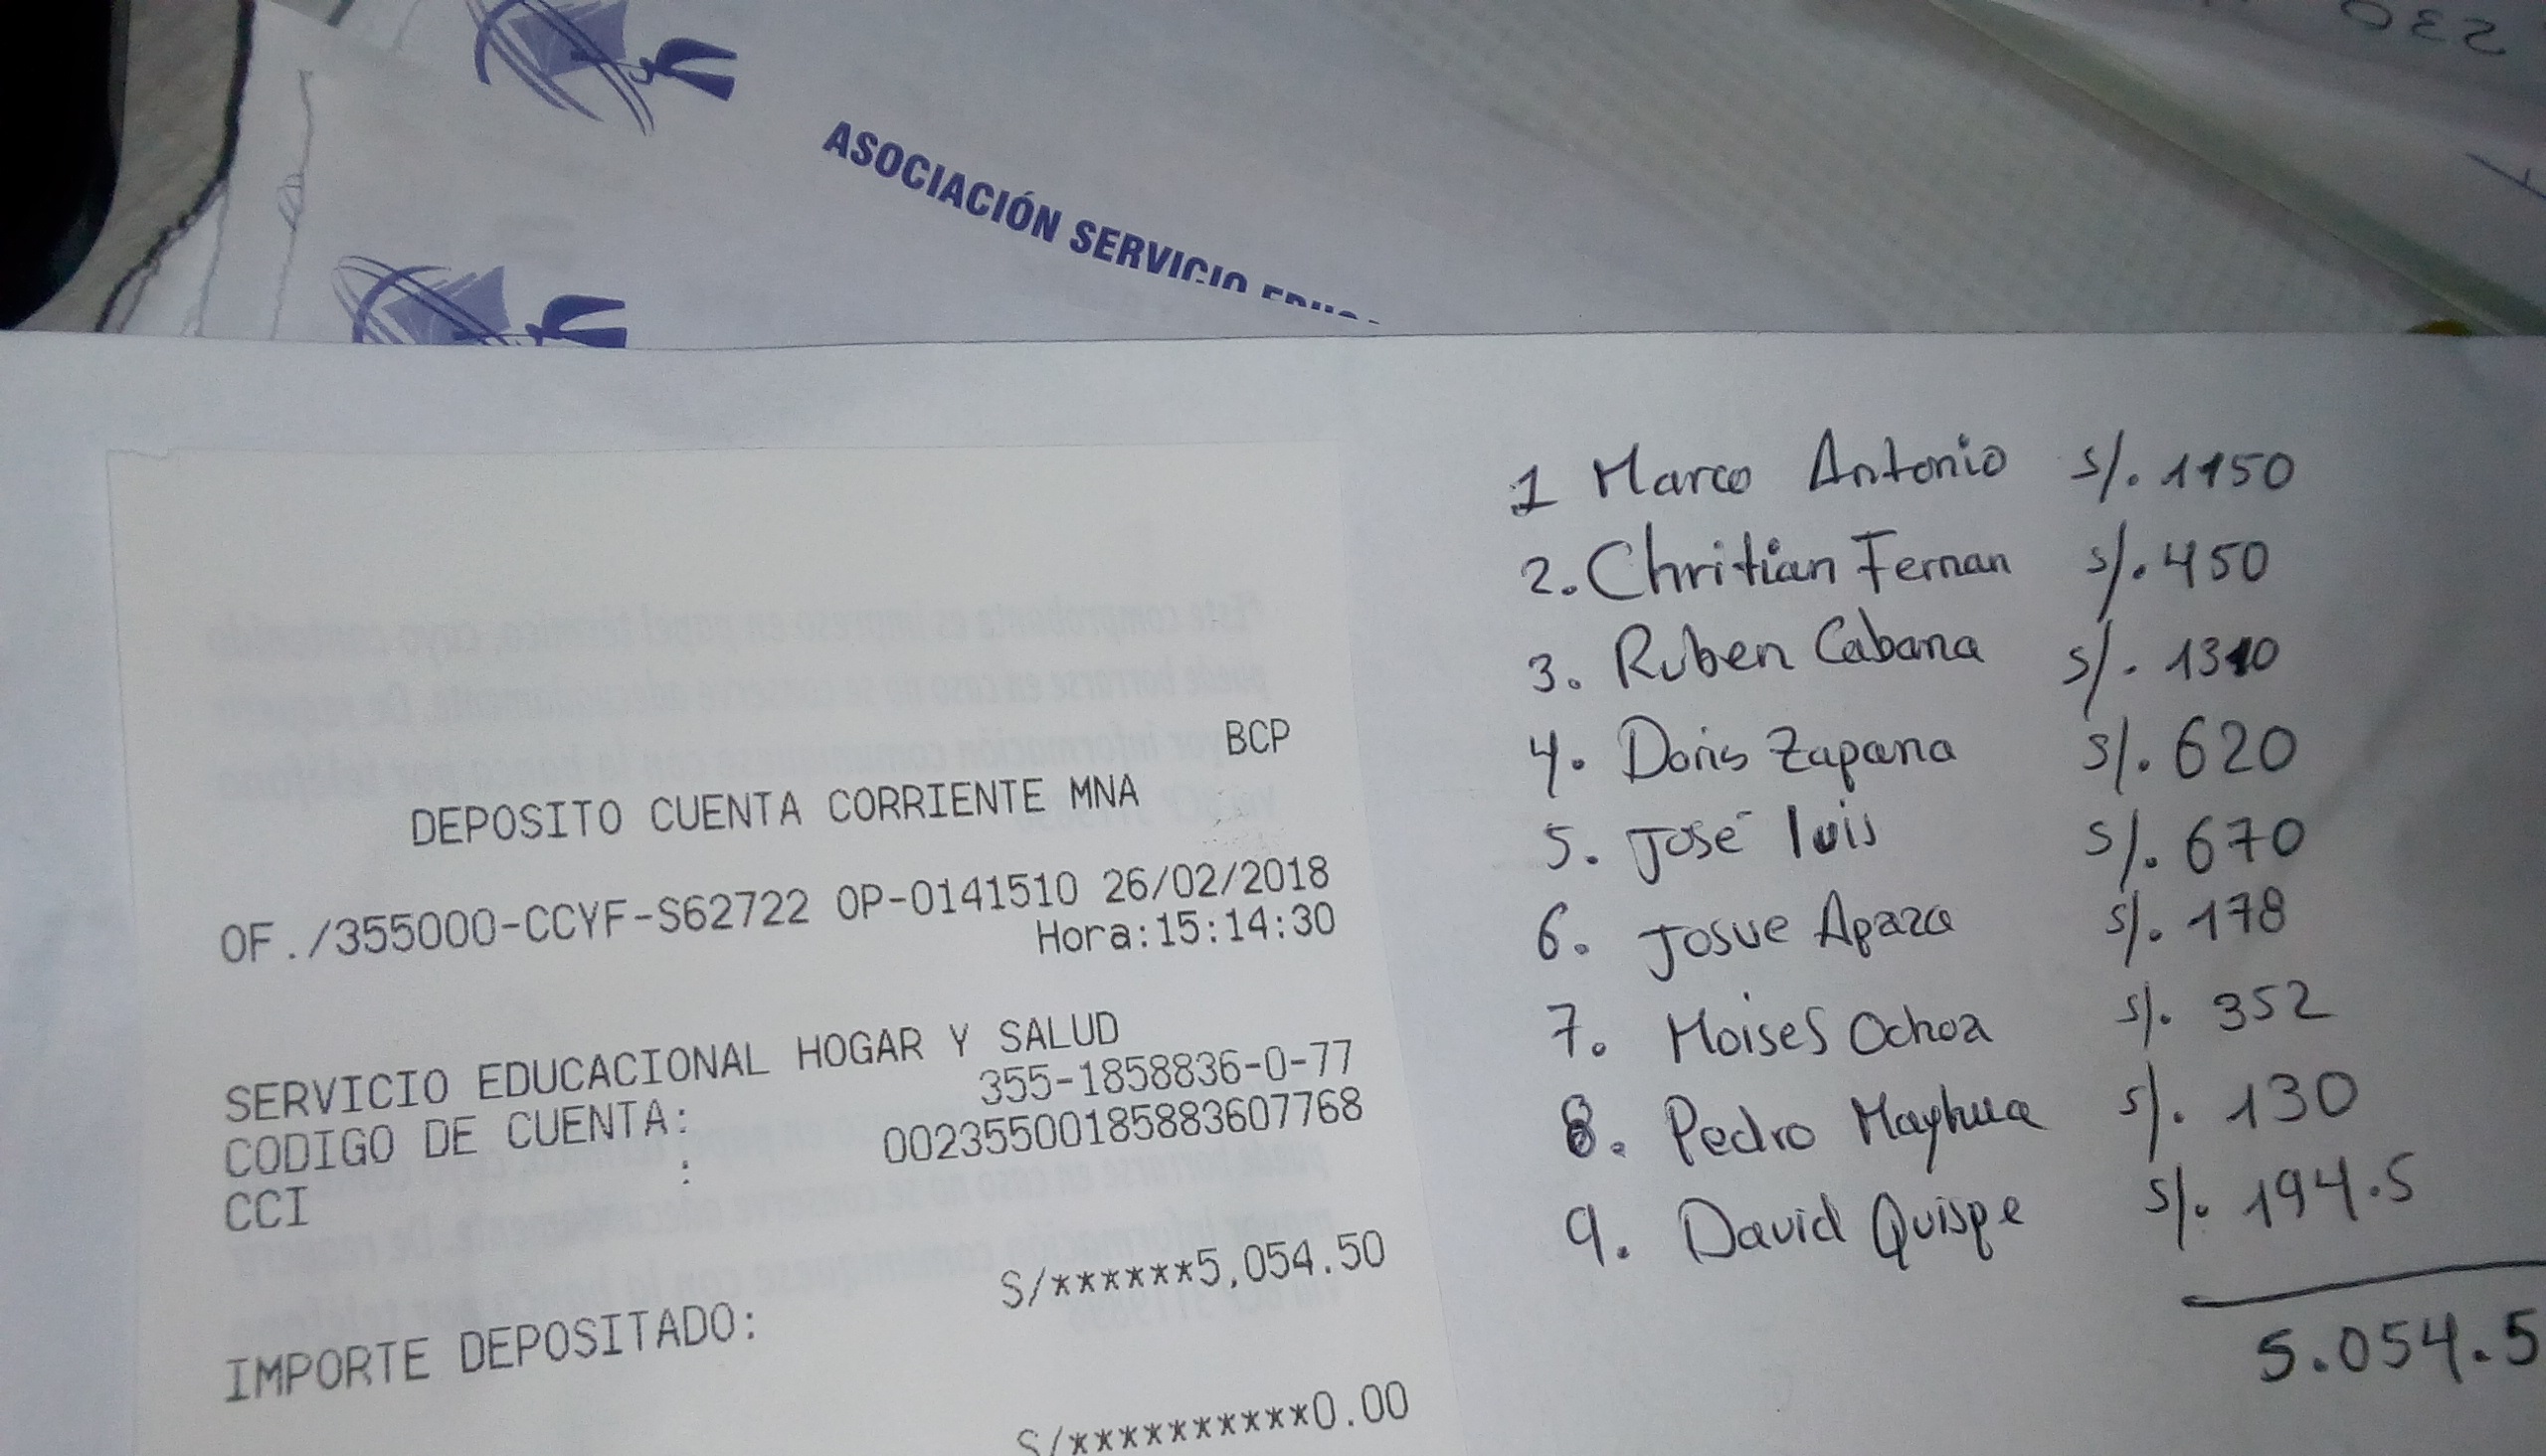 ASOCIACIÓN SERVICIO EDUC
BCP
DEPOSITO CUENTA CORRIENTE MNA
OF./355000-CCYF-S62722 OP-0141510 26/02/2018
Hora:15:14:30
SERVICIO EDUCACIONAL HOGAR Y SALUD
CODIGO DE CUENTA: 355-1858836-0-77
CCI : 00235500185883607768
IMPORTE DEPOSITADO: S/******5,054.50
S/**********0.00
1 Marco Antonio S/. 1150
2. Chritian Fernan S/. 450
3. Ruben Cabana S/. 1310
4. Doris Zapana S/. 620
5. José luis S/. 670
6. Josue Apaza S/. 178
7. Moises Ochoa S/. 352
8. Pedro Mayhua S/. 130
9. David Quispe S/. 194.5
5.054.5